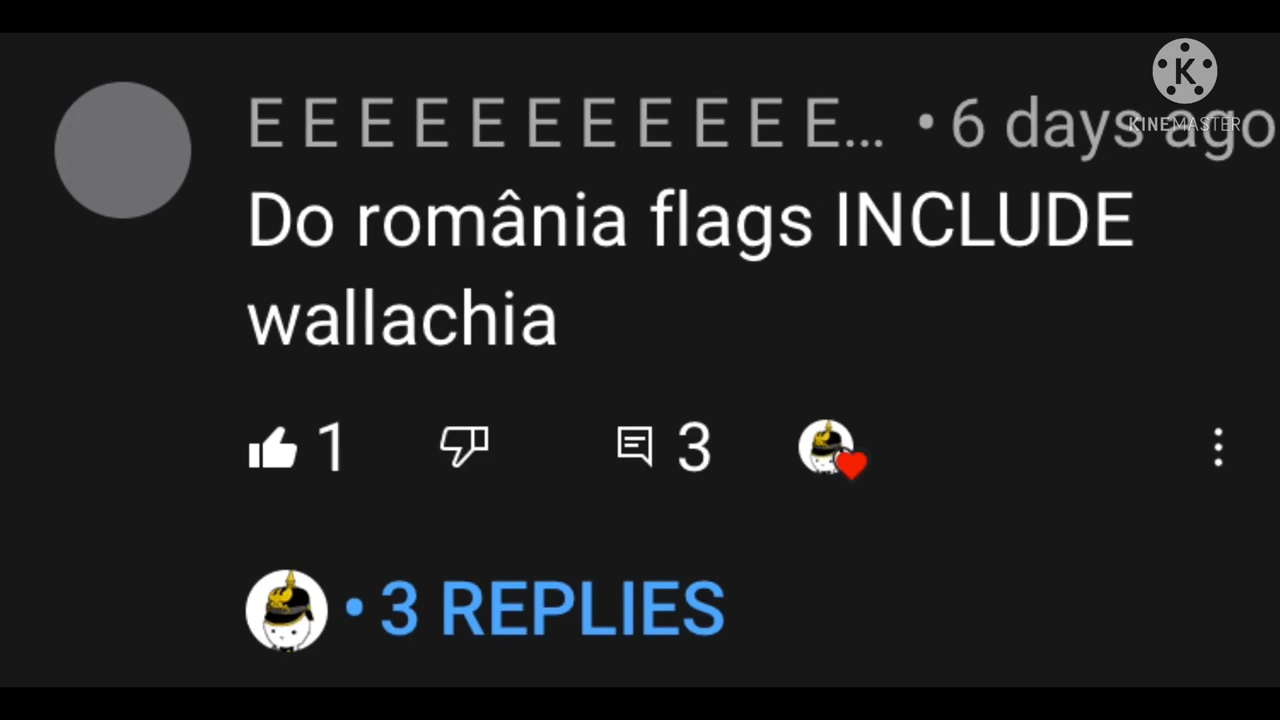 E E E E E E E E E E E... • 6 days ago
K
KINEMASTER
Do românia flags INCLUDE
wallachia
1
3
• 3 REPLIES